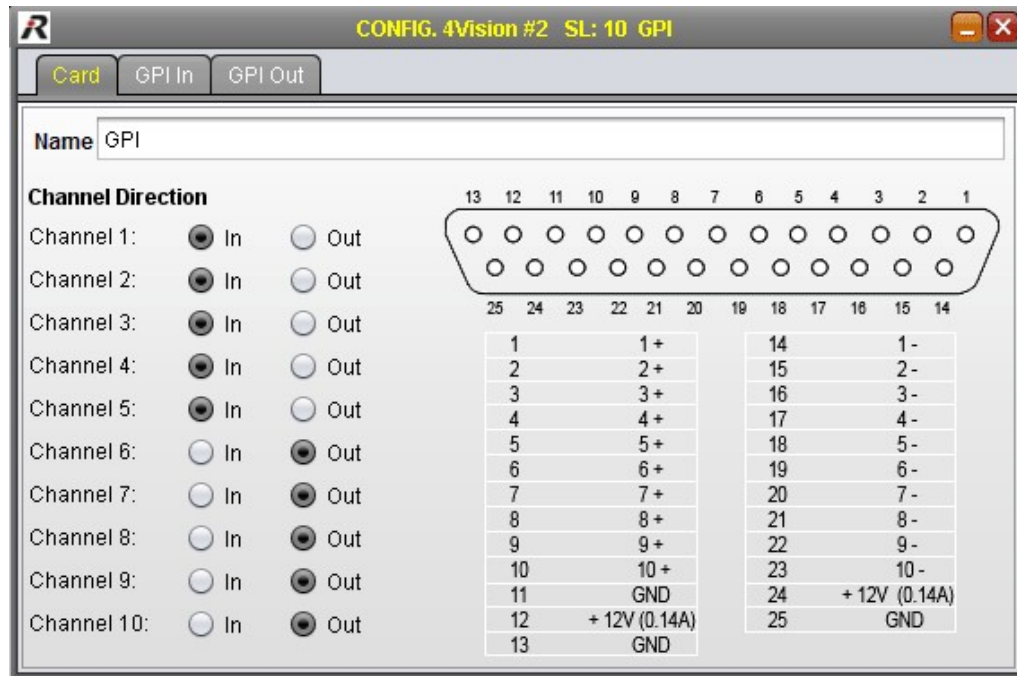 CONFIG. 4Vision #2 SL: 10 GPI
Card GPI In GPI Out
Name GPI
Channel Direction
Channel 1: In Out
Channel 2: In Out
Channel 3: In Out
Channel 4: In Out
Channel 5: In Out
Channel 6: In Out
Channel 7: In Out
Channel 8: In Out
Channel 9: In Out
Channel 10: In Out
13 12 11 10 9 8 7 6 5 4 3 2 1
25 24 23 22 21 20 19 18 17 16 15 14
1 1 + 14 1 -
2 2 + 15 2 -
3 3 + 16 3 -
4 4 + 17 4 -
5 5 + 18 5 -
6 6 + 19 6 -
7 7 + 20 7 -
8 8 + 21 8 -
9 9 + 22 9 -
10 10 + 23 10 -
11 GND 24 + 12V (0.14A)
12 + 12V (0.14A) 25 GND
13 GND